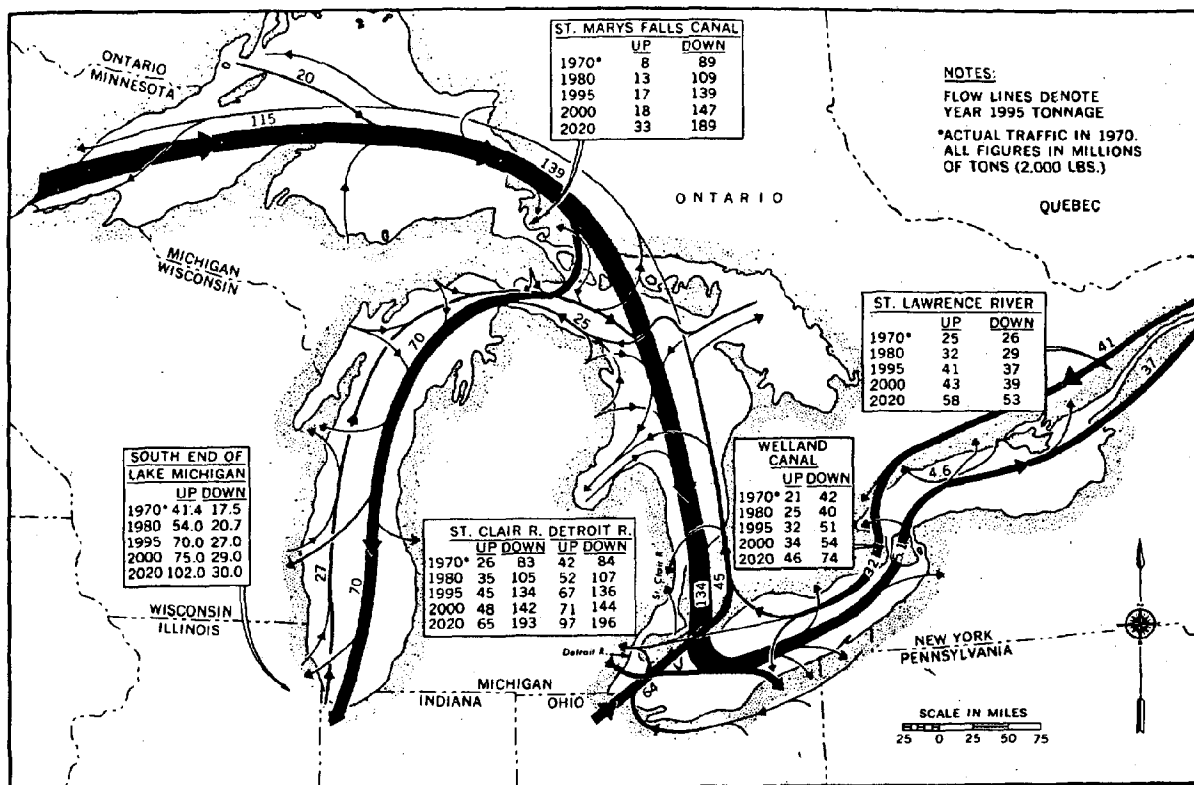 ST. MARYS FALLS CANAL
UP DOWN
1970* 8 89
1980 13 109
1995 17 139
2000 18 147
2020 33 189
NOTES:
FLOW LINES DENOTE
YEAR 1995 TONNAGE
*ACTUAL TRAFFIC IN 1970.
ALL FIGURES IN MILLIONS
OF TONS (2,000 LBS.)
ONTARIO
MINNESOTA
20
115
139
ONTARIO
QUEBEC
MICHIGAN
WISCONSIN
ST. LAWRENCE RIVER
UP DOWN
1970* 25 26
1980 32 29
1995 41 37
2000 43 39
2020 58 53
41
37
25
70
SOUTH END OF
LAKE MICHIGAN
UP DOWN
1970* 41.4 17.5
1980 54.0 20.7
1995 70.0 27.0
2000 75.0 29.0
2020 102.0 30.0
WELLAND
CANAL
UP DOWN
1970* 21 42
1980 25 40
1995 32 51
2000 34 54
2020 46 74
4.6
ST. CLAIR R. DETROIT R.
UP DOWN UP DOWN
1970* 26 83 42 84
1980 35 105 52 107
1995 45 134 67 136
2000 48 142 71 144
2020 65 193 97 196
27
70
St. Clair R.
134
45
32
51
WISCONSIN
ILLINOIS
Detroit R.
NEW YORK
PENNSYLVANIA
MICHIGAN
INDIANA OHIO
64
SCALE IN MILES
25 0 25 50 75